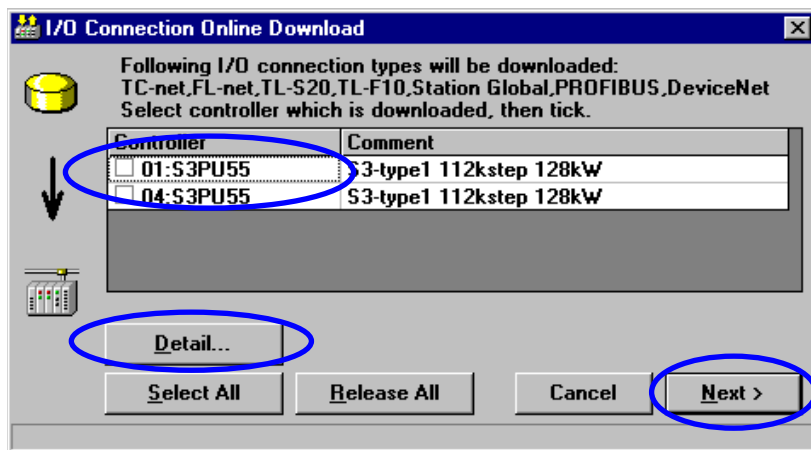 I/O Connection Online Download
Following I/O connection types will be downloaded:
TC-net,FL-net,TL-S20,TL-F10,Station Global,PROFIBUS,DeviceNet
Select controller which is downloaded, then tick.
Controller Comment
01:S3PU55 S3-type1 112kstep 128kW
04:S3PU55 S3-type1 112kstep 128kW
Detail...
Select All Release All Cancel Next >